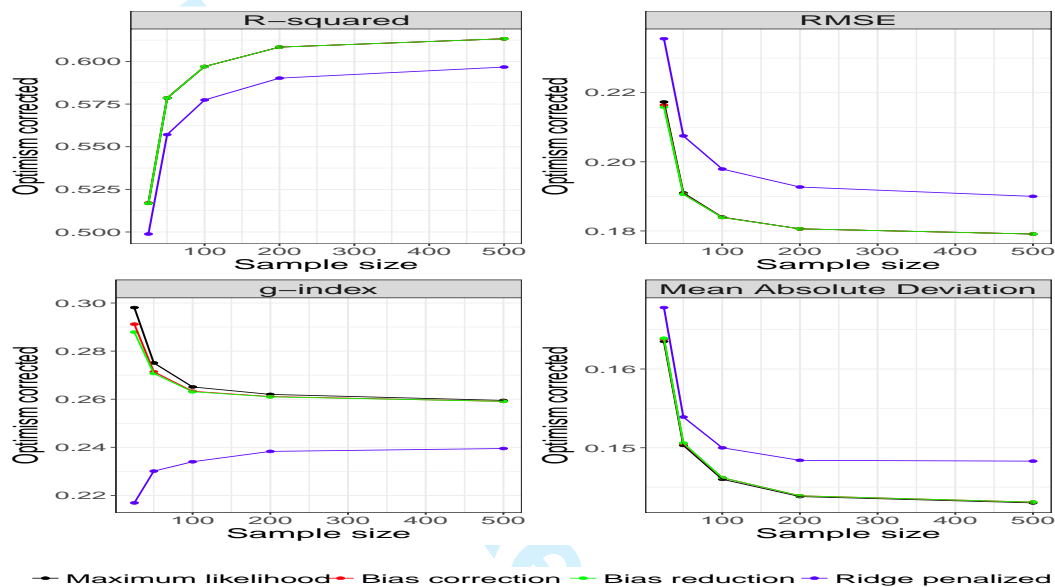 R−squared
Optimism corrected
0.600
0.575
0.550
0.525
0.500
100 200 300 400 500
Sample size
RMSE
Optimism corrected
0.22
0.20
0.18
100 200 300 400 500
Sample size
g−index
Optimism corrected
0.30
0.28
0.26
0.24
0.22
100 200 300 400 500
Sample size
Mean Absolute Deviation
Optimism corrected
0.16
0.15
100 200 300 400 500
Sample size
Maximum likelihood Bias correction Bias reduction Ridge penalized